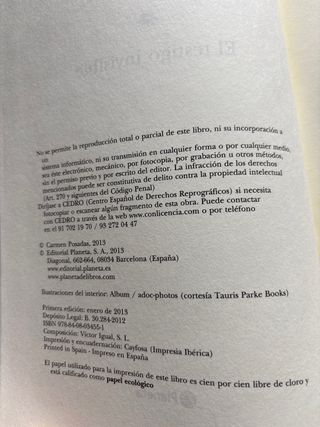 El testigo invisible
No se permite la reproducción total o parcial de este libro, ni su incorporación a
un
sistema informático, ni su transmisión en cualquier forma o por cualquier medio,
sea éste electrónico, mecánico, por fotocopia, por grabación u otros métodos,
sin el permiso previo y por escrito del editor. La infracción de los derechos
mencionados puede ser constitutiva de delito contra la propiedad intelectual
(Art. 270 y siguientes del Código Penal)
Diríjase a CEDRO (Centro Español de Derechos Reprográficos) si necesita
fotocopiar o escanear algún fragmento de esta obra. Puede contactar
con CEDRO a través de la web www.conlicencia.com o por teléfono
en el 91 702 19 70 / 93 272 04 47
© Carmen Posadas, 2013
© Editorial Planeta, S. A., 2013
Diagonal, 662-664, 08034 Barcelona (España)
www.editorial.planeta.es
www.planetadelibros.com
Ilustraciones del interior: Album / adoc-photos (cortesía Tauris Parke Books)
Primera edición: enero de 2013
Depósito Legal: B. 30.284-2012
ISBN 978-84-08-03455-1
Composición: Víctor Igual, S. L.
Impresión y encuadernación: Cayfosa (Impresia Ibérica)
Printed in Spain - Impreso en España
El papel utilizado para la impresión de este libro es cien por cien libre de cloro y
está calificado como papel ecológico
Planeta